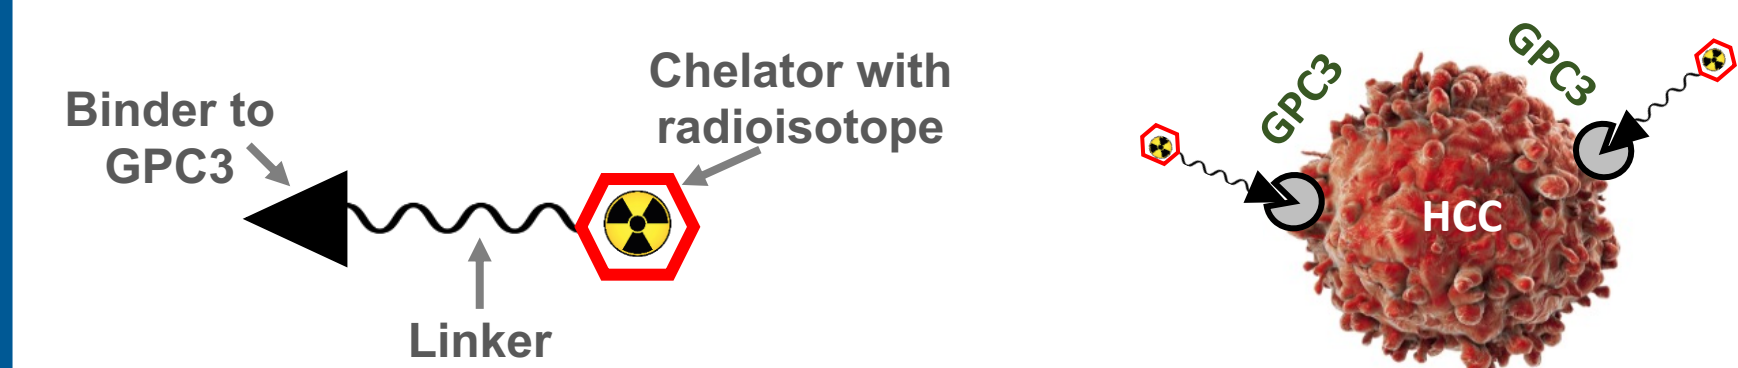 Binder to
GPC3
Chelator with
radioisotope
Linker
GPC3
GPC3
HCC